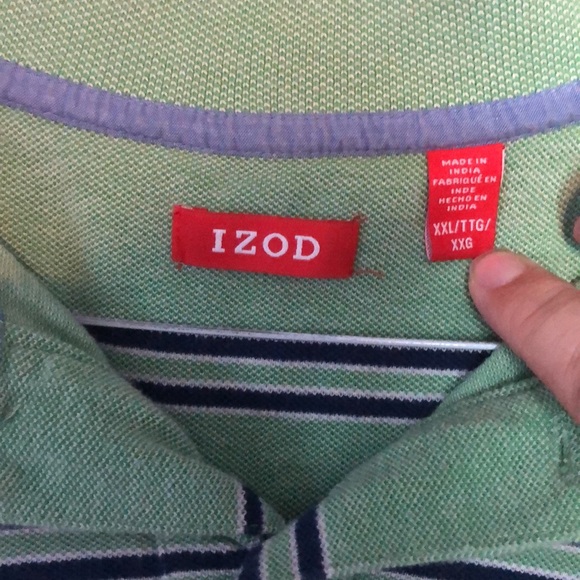 IZOD
MADE IN
INDIA
FABRIQUÉ EN
INDE
HECHO EN
INDIA
XXL/TTG/
XXG